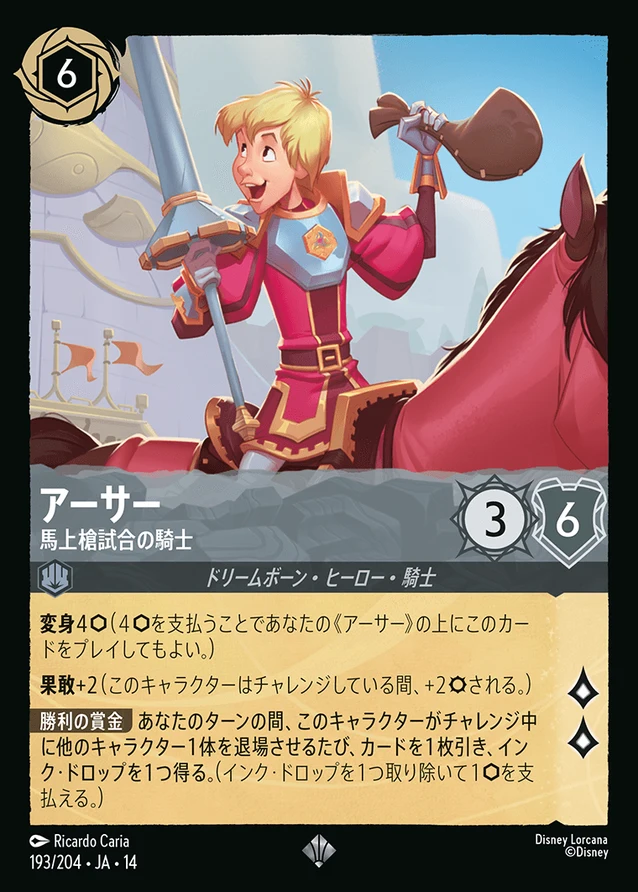 6
アーサー
馬上槍試合の騎士
3
6
ドリームボーン・ヒーロー・騎士
変身4⬡(4⬡を支払うことであなたの《アーサー》の上にこのカー
ドをプレイしてもよい。)
果敢+2(このキャラクターはチャレンジしている間、+2¤される。)
勝利の賞金 あなたのターンの間、このキャラクターがチャレンジ中
に他のキャラクター1体を退場させるたび、カードを1枚引き、イン
ク・ドロップを1つ得る。(インク・ドロップを1つ取り除いて1⬡を支
払える。)
Ricardo Caria
193/204・JA・14
Disney Lorcana
©Disney